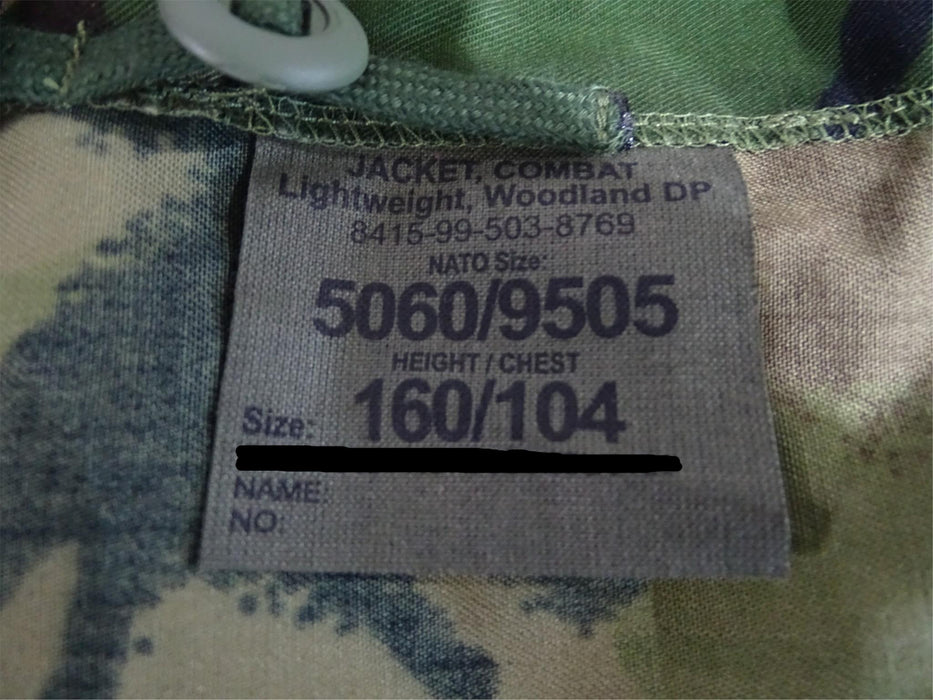 JACKET, COMBAT
Lightweight, Woodland DP
8415-99-503-8769
NATO Size:
5060/9505
HEIGHT / CHEST
Size: 160/104
NAME:
NO: